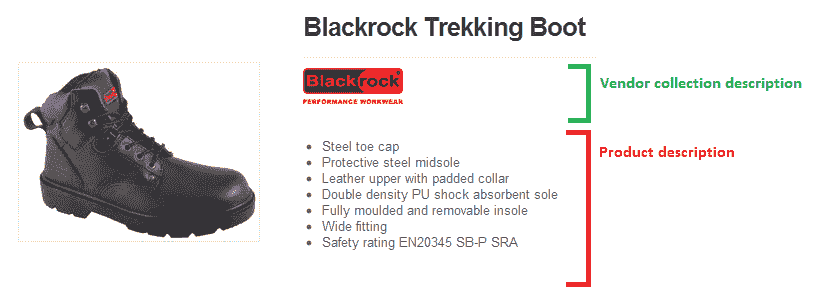 Blackrock Trekking Boot
Blackrock®
PERFORMANCE WORKWEAR
Vendor collection description
Steel toe cap
Protective steel midsole
Leather upper with padded collar
Double density PU shock absorbent sole
Fully moulded and removable insole
Wide fitting
Safety rating EN20345 SB-P SRA
Product description